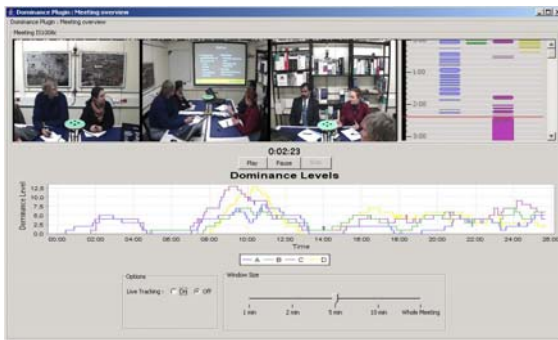 Dominance Plugin : Meeting overview
Dominance Plugin : Meeting overview
Meeting IS1008c
1:00
2:00
3:00
0:02:23
Play Pause
Dominance Levels
Dominance Level
12,5
10,0
7,5
5,0
2,5
0,0
00:00 02:00 04:00 06:00 08:00 10:00 12:00 14:00 16:00 18:00 20:00 22:00 24:00 26:00
Time
A B C D
Options
Live Tracking : On Off
Window Size
1 min 2 min 5 min 10 min Whole Meeting